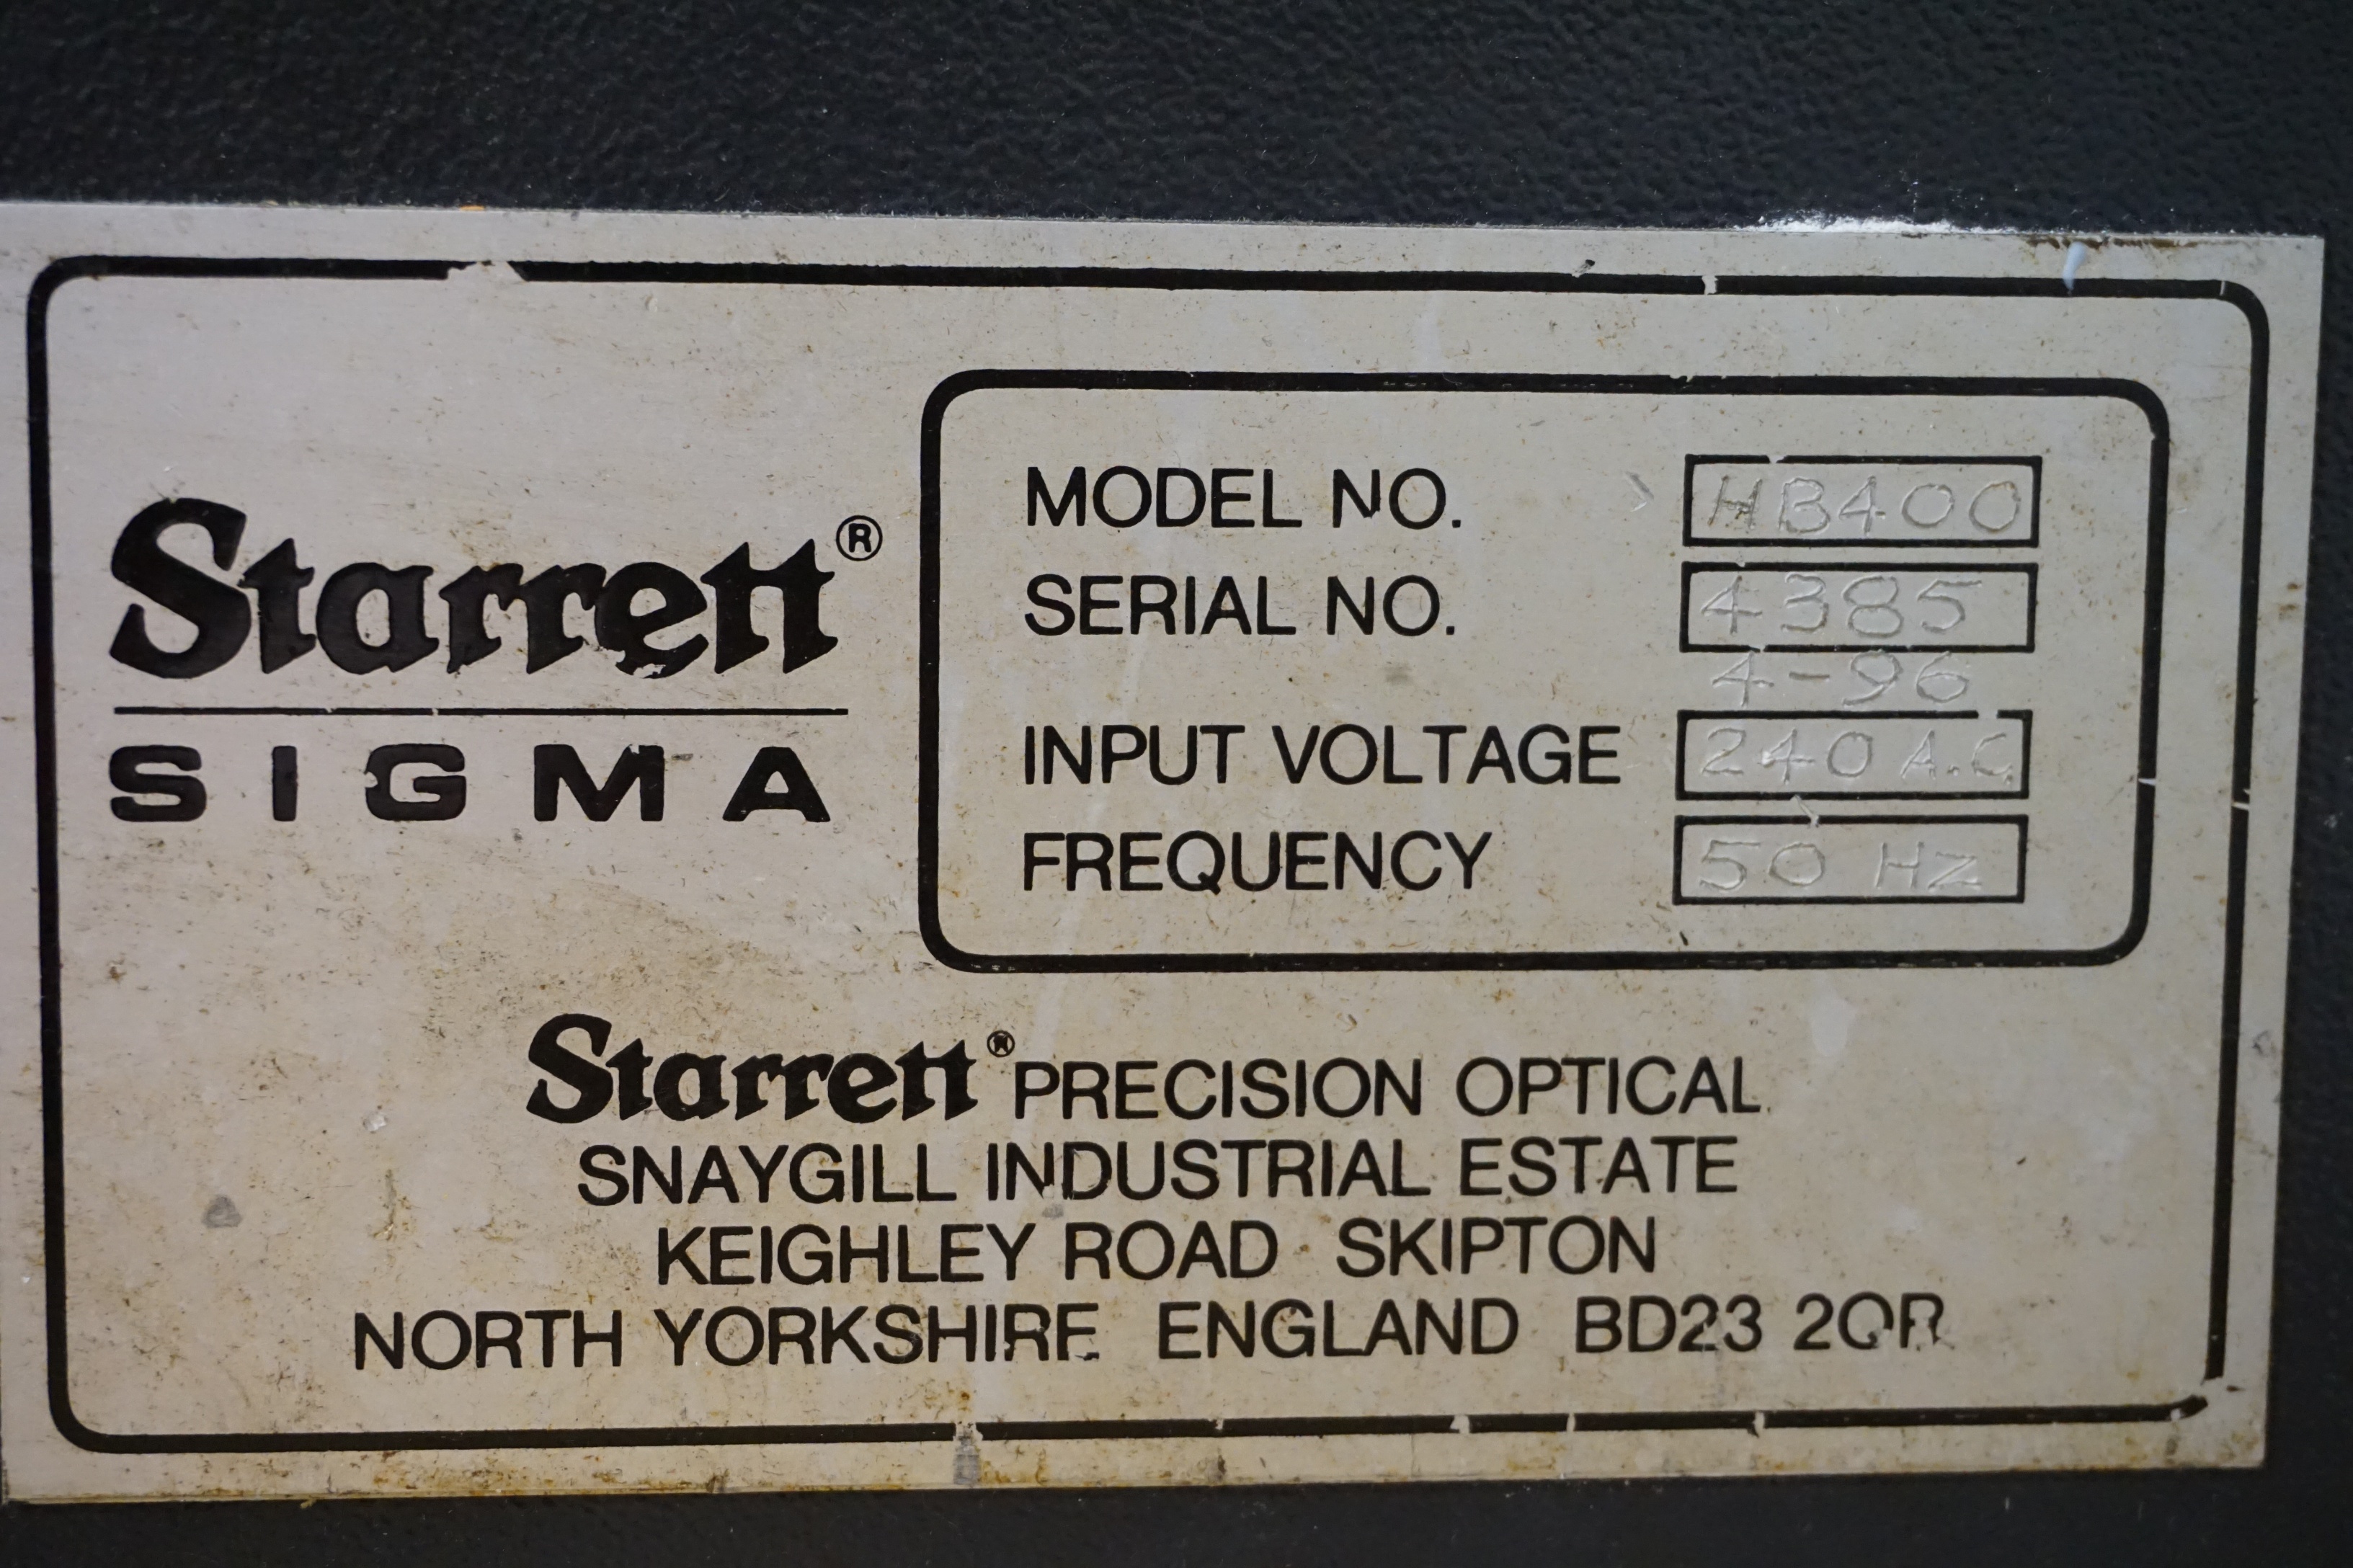 Starrett®
SIGMA
MODEL NO. HB400
SERIAL NO. 4385
4-96
INPUT VOLTAGE 240 A.C
FREQUENCY 50 HZ
Starrett® PRECISION OPTICAL
SNAYGILL INDUSTRIAL ESTATE
KEIGHLEY ROAD SKIPTON
NORTH YORKSHIRE ENGLAND BD23 2QR